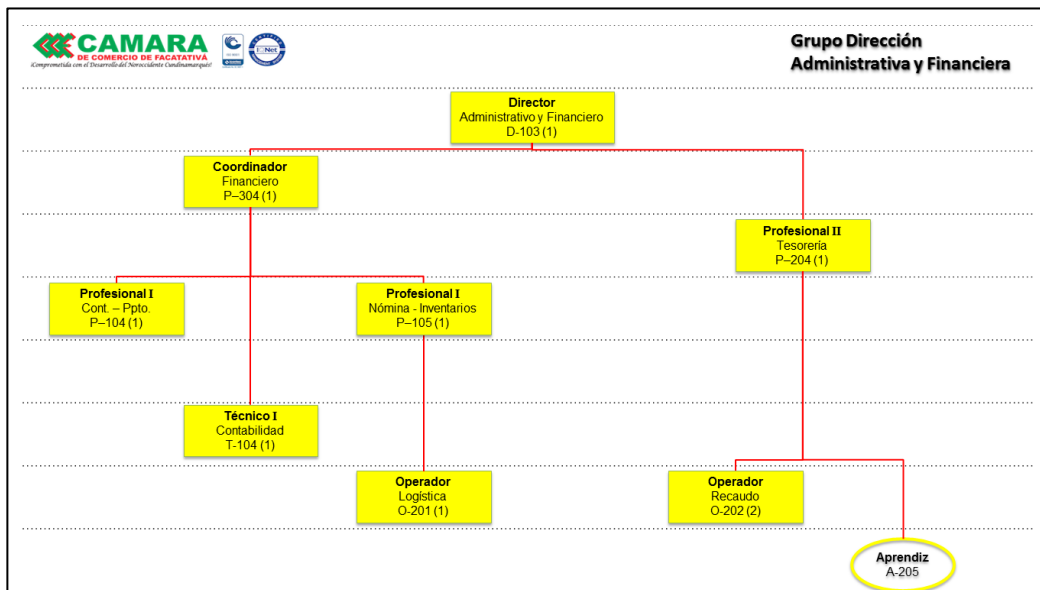 CAMARA
DE COMERCIO DE FACATATIVÁ
¡Comprometida con el Desarrollo del Noroccidente Cundinamarqués!
Grupo Dirección
Administrativa y Financiera
Director
Administrativo y Financiero
D-103 (1)
Coordinador
Financiero
P–304 (1)
Profesional II
Tesorería
P–204 (1)
Profesional I
Cont. – Ppto.
P–104 (1)
Profesional I
Nómina - Inventarios
P–105 (1)
Técnico I
Contabilidad
T-104 (1)
Operador
Logística
O-201 (1)
Operador
Recaudo
O-202 (2)
Aprendiz
A-205